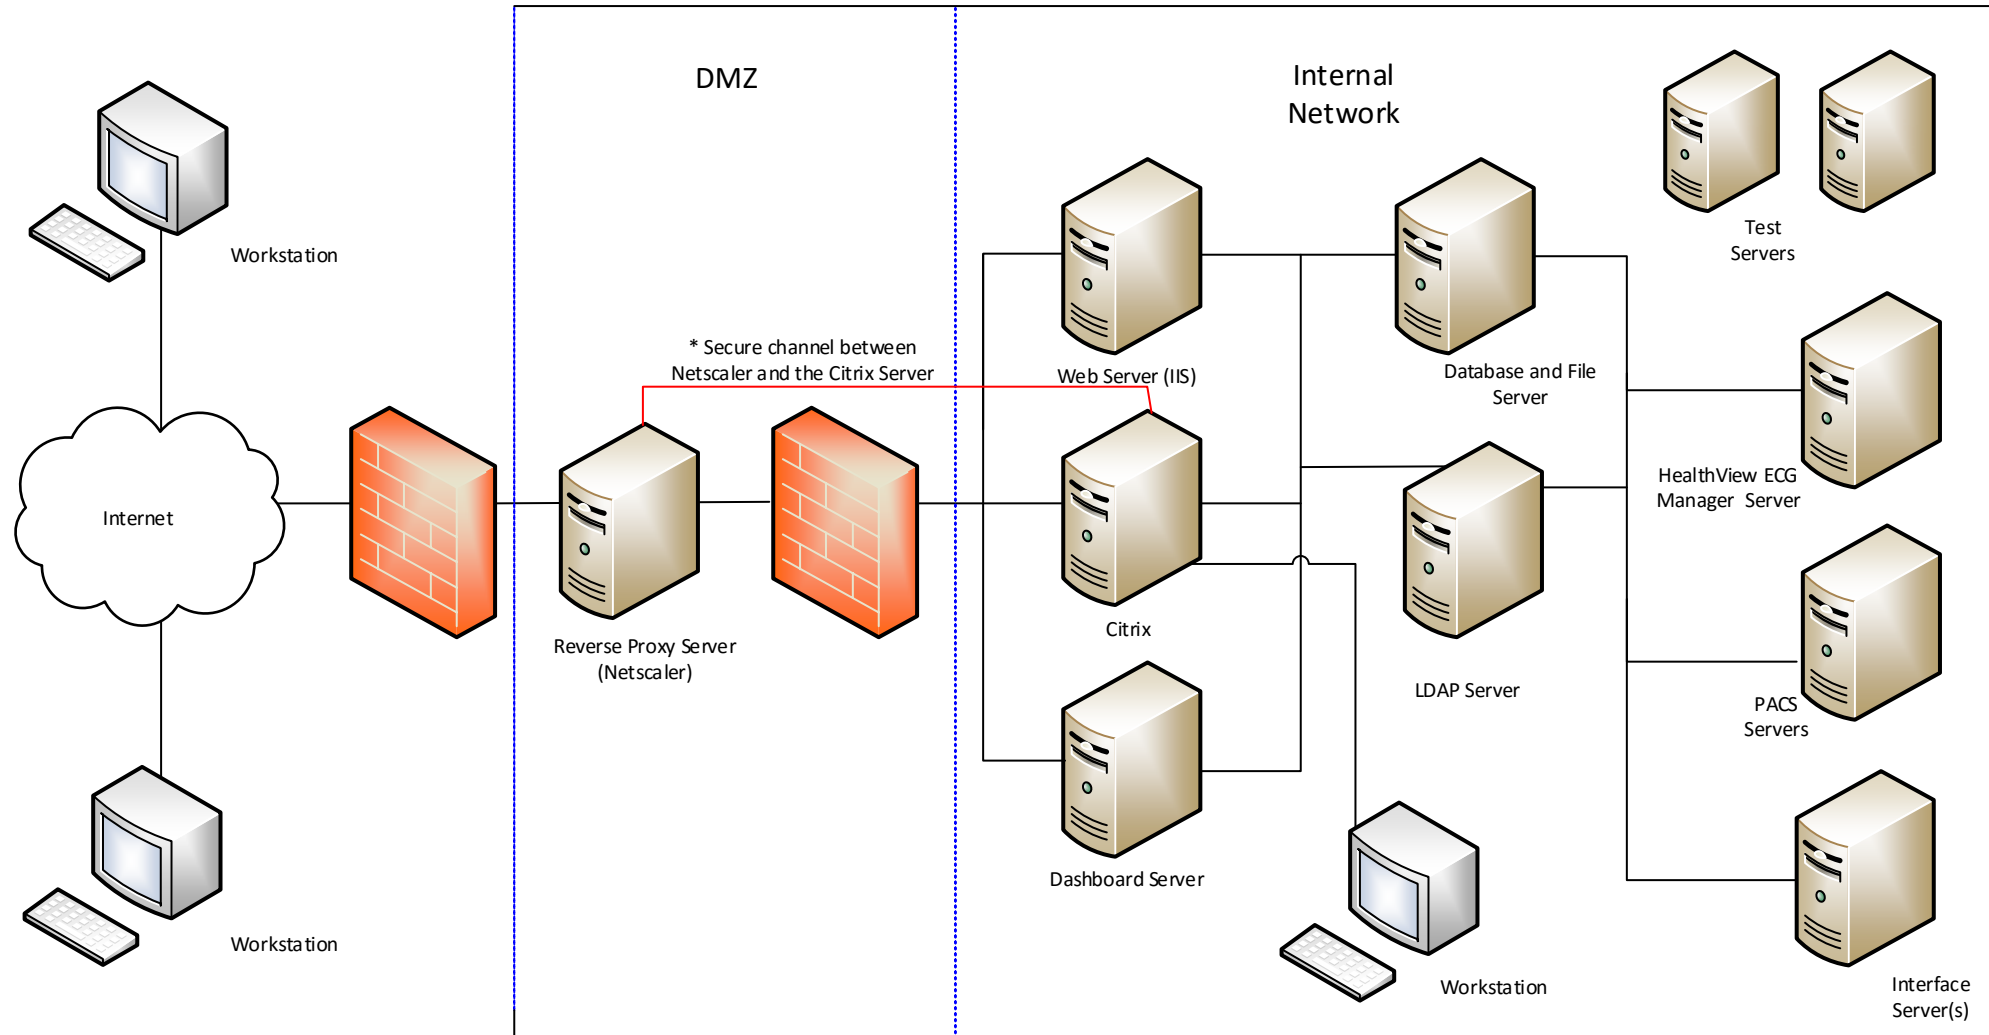 DMZ
Internal
Network
Test
Servers
Workstation
* Secure channel between
Netscaler and the Citrix Server
Web Server (IIS)
Database and File
Server
HealthView ECG
Manager Server
Internet
Reverse Proxy Server
(Netscaler)
Citrix
LDAP Server
PACS
Servers
Dashboard Server
Workstation
Workstation
Interface
Server(s)